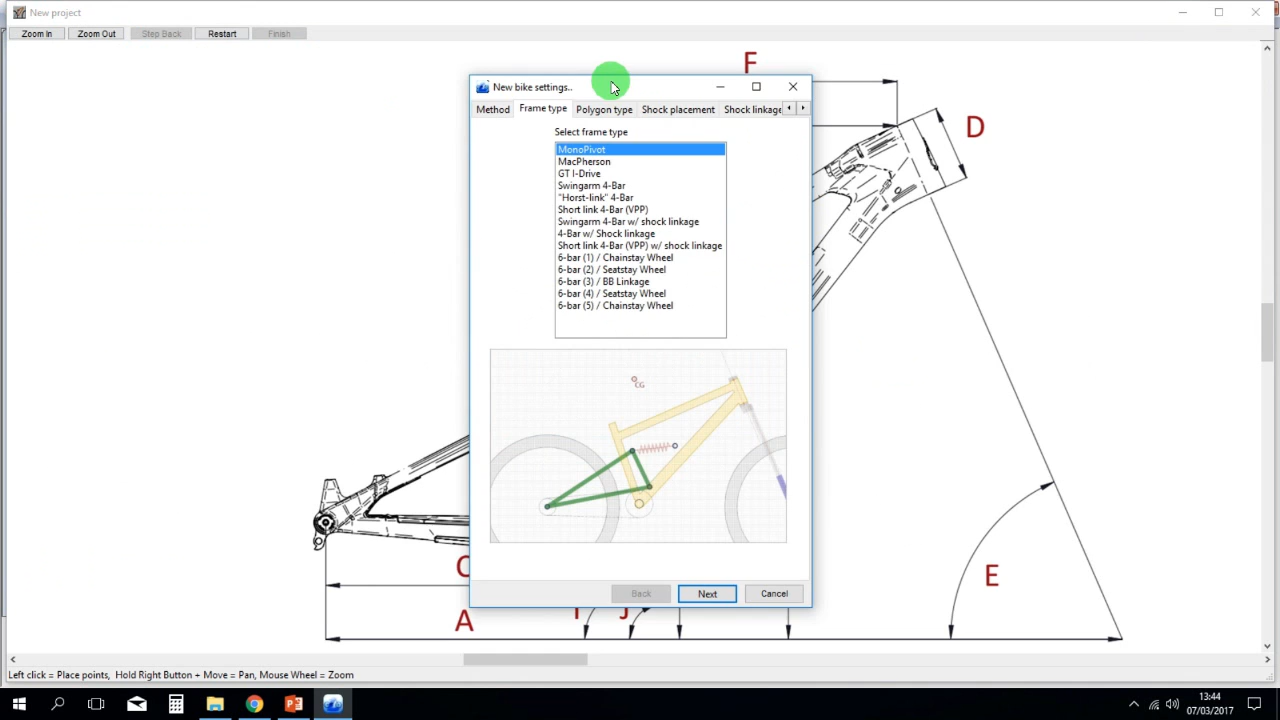 New project
Zoom In Zoom Out Step Back Restart Finish
F
New bike settings..
D
Method Frame type Polygon type Shock placement Shock linkage
Select frame type
MonoPivot
MacPherson
GT I-Drive
Swingarm 4-Bar
"Horst-link" 4-Bar
Short link 4-Bar (VPP)
Swingarm 4-Bar w/ shock linkage
4-Bar w/ Shock linkage
Short link 4-Bar (VPP) w/ shock linkage
6-bar (1) / Chainstay Wheel
6-bar (2) / Seatstay Wheel
6-bar (3) / BB Linkage
6-bar (4) / Seatstay Wheel
6-bar (5) / Chainstay Wheel
CG
C
E
Back Next Cancel
A
J
Left click = Place points, Hold Right Button + Move = Pan, Mouse Wheel = Zoom
13:44
07/03/2017